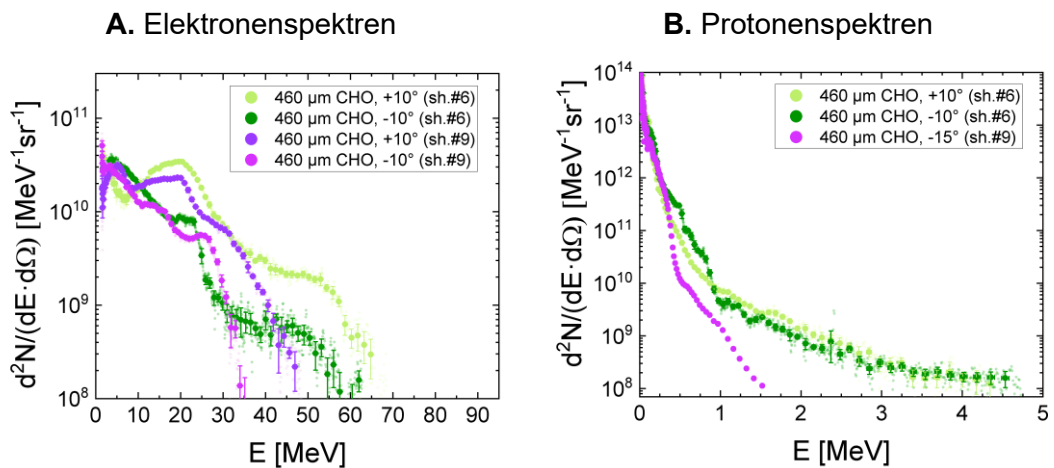 A. Elektronenspektren
d²N/(dE·dΩ) [MeV⁻¹sr⁻¹]
10¹¹
10¹⁰
10⁹
10⁸
460 µm CHO, +10° (sh.#6)
460 µm CHO, -10° (sh.#6)
460 µm CHO, +10° (sh.#9)
460 µm CHO, -10° (sh.#9)
0 10 20 30 40 50 60 70 80 90
E [MeV]
B. Protonenspektren
d²N/(dE·dΩ) [MeV⁻¹sr⁻¹]
10¹⁴
10¹³
10¹²
10¹¹
10¹⁰
10⁹
10⁸
460 µm CHO, +10° (sh.#6)
460 µm CHO, -10° (sh.#6)
460 µm CHO, -15° (sh.#9)
0 1 2 3 4 5
E [MeV]